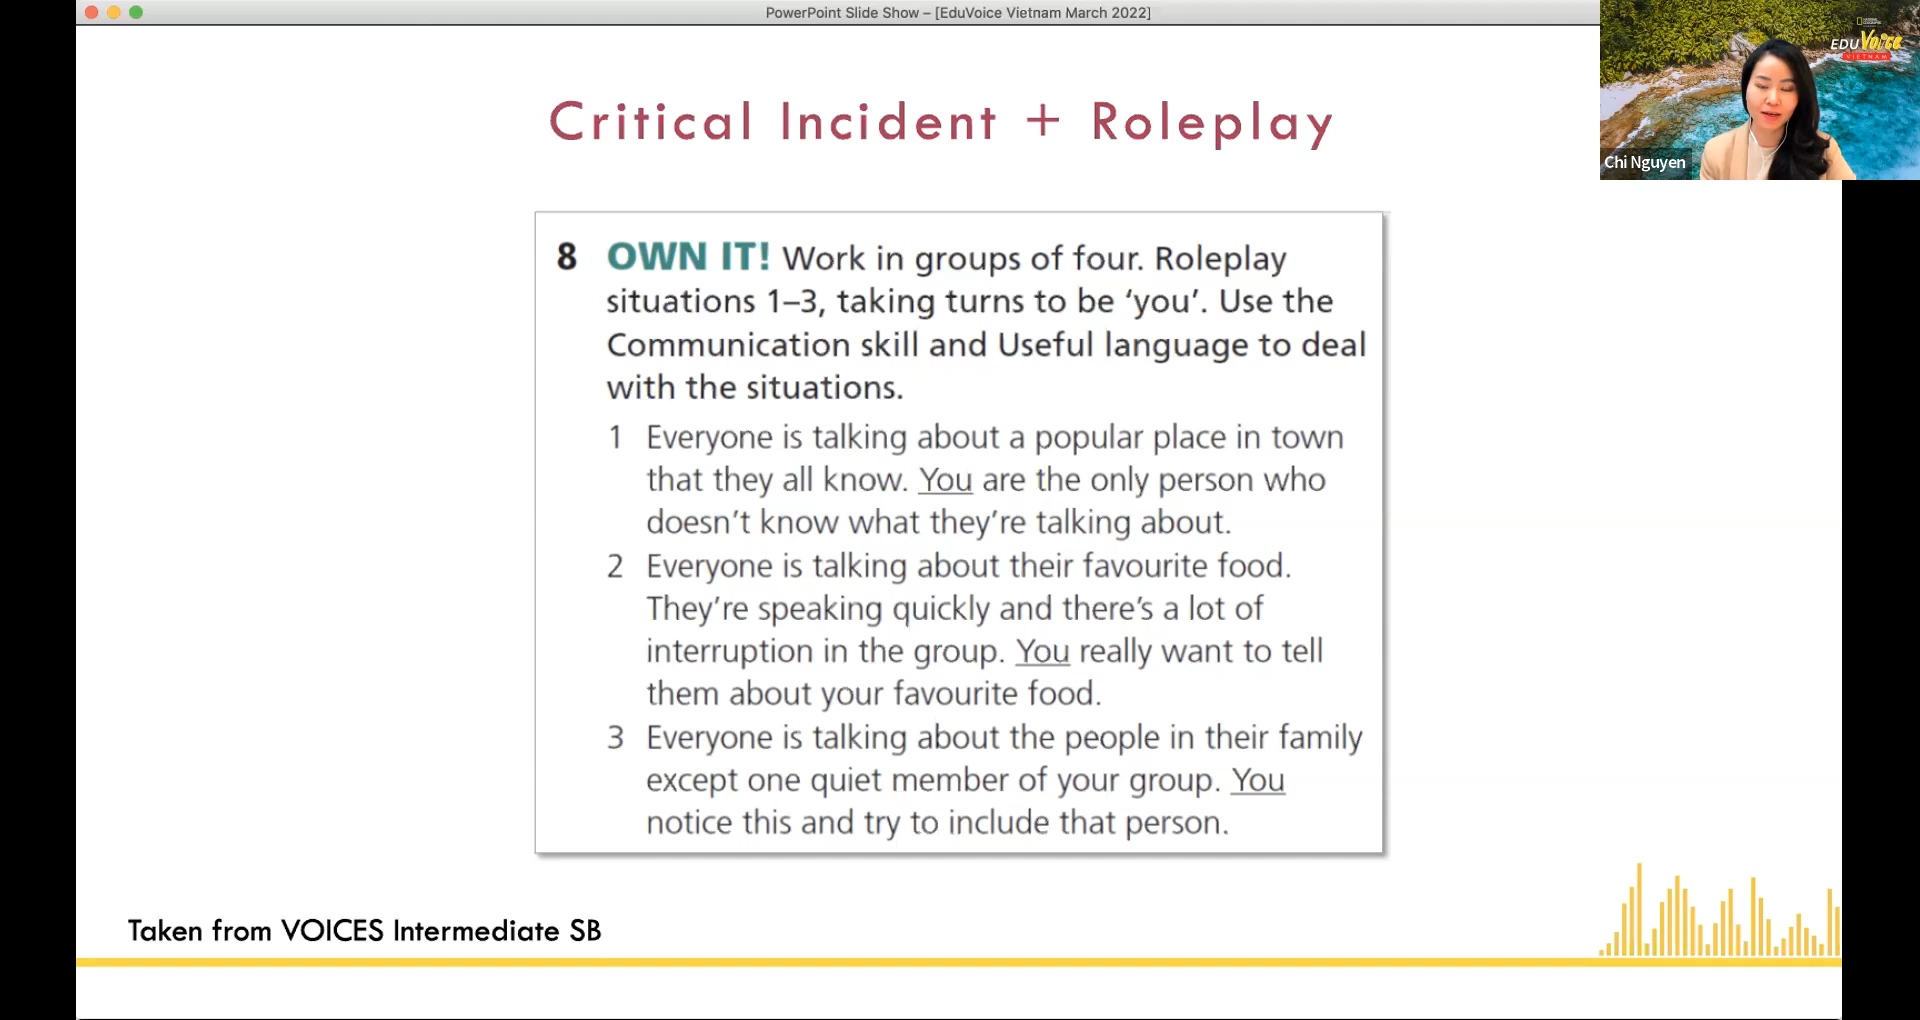 PowerPoint Slide Show – [EduVoice Vietnam March 2022]
NATIONAL
GEOGRAPHIC
EDU Voice
VIETNAM
Chi Nguyen
Critical Incident + Roleplay
8 OWN IT! Work in groups of four. Roleplay
situations 1–3, taking turns to be ‘you’. Use the
Communication skill and Useful language to deal
with the situations.
1 Everyone is talking about a popular place in town
that they all know. You are the only person who
doesn’t know what they’re talking about.
2 Everyone is talking about their favourite food.
They’re speaking quickly and there’s a lot of
interruption in the group. You really want to tell
them about your favourite food.
3 Everyone is talking about the people in their family
except one quiet member of your group. You
notice this and try to include that person.
Taken from VOICES Intermediate SB